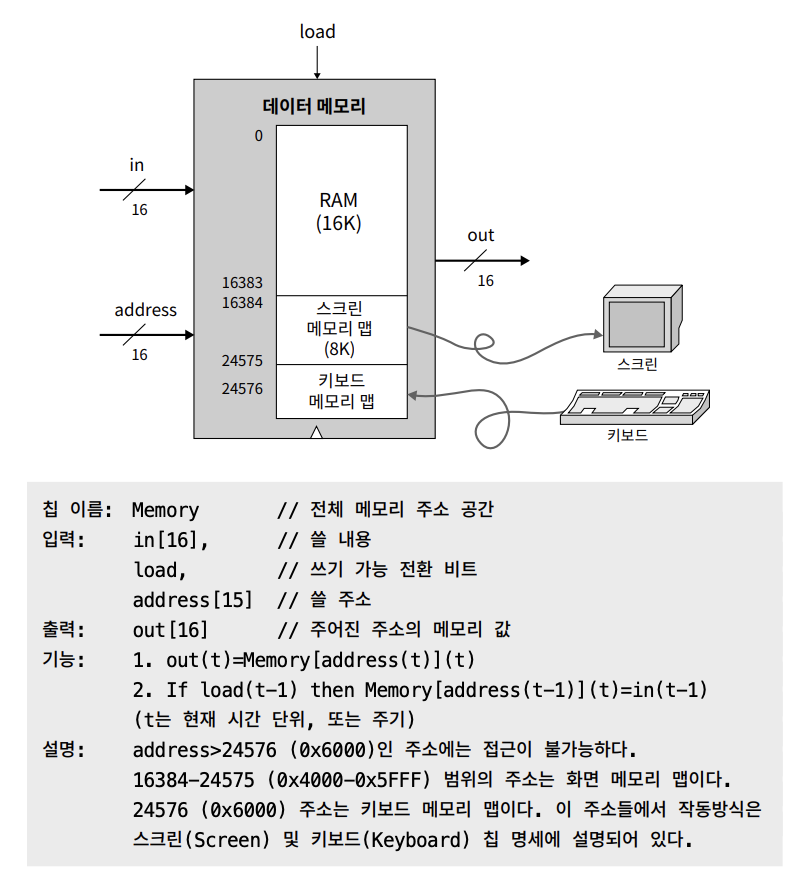 load
데이터 메모리
0
in
16
RAM
(16K)
out
16
16383
16384
address
16
스크린
메모리 맵
(8K)
24575
24576
키보드
메모리 맵
스크린
키보드
칩 이름: Memory // 전체 메모리 주소 공간
입력: in[16], // 쓸 내용
load, // 쓰기 가능 전환 비트
address[15] // 쓸 주소
출력: out[16] // 주어진 주소의 메모리 값
기능: 1. out(t)=Memory[address(t)](t)
2. If load(t-1) then Memory[address(t-1)](t)=in(t-1)
(t는 현재 시간 단위, 또는 주기)
설명: address>24576 (0x6000)인 주소에는 접근이 불가능하다.
16384-24575 (0x4000-0x5FFF) 범위의 주소는 화면 메모리 맵이다.
24576 (0x6000) 주소는 키보드 메모리 맵이다. 이 주소들에서 작동방식은
스크린(Screen) 및 키보드(Keyboard) 칩 명세에 설명되어 있다.